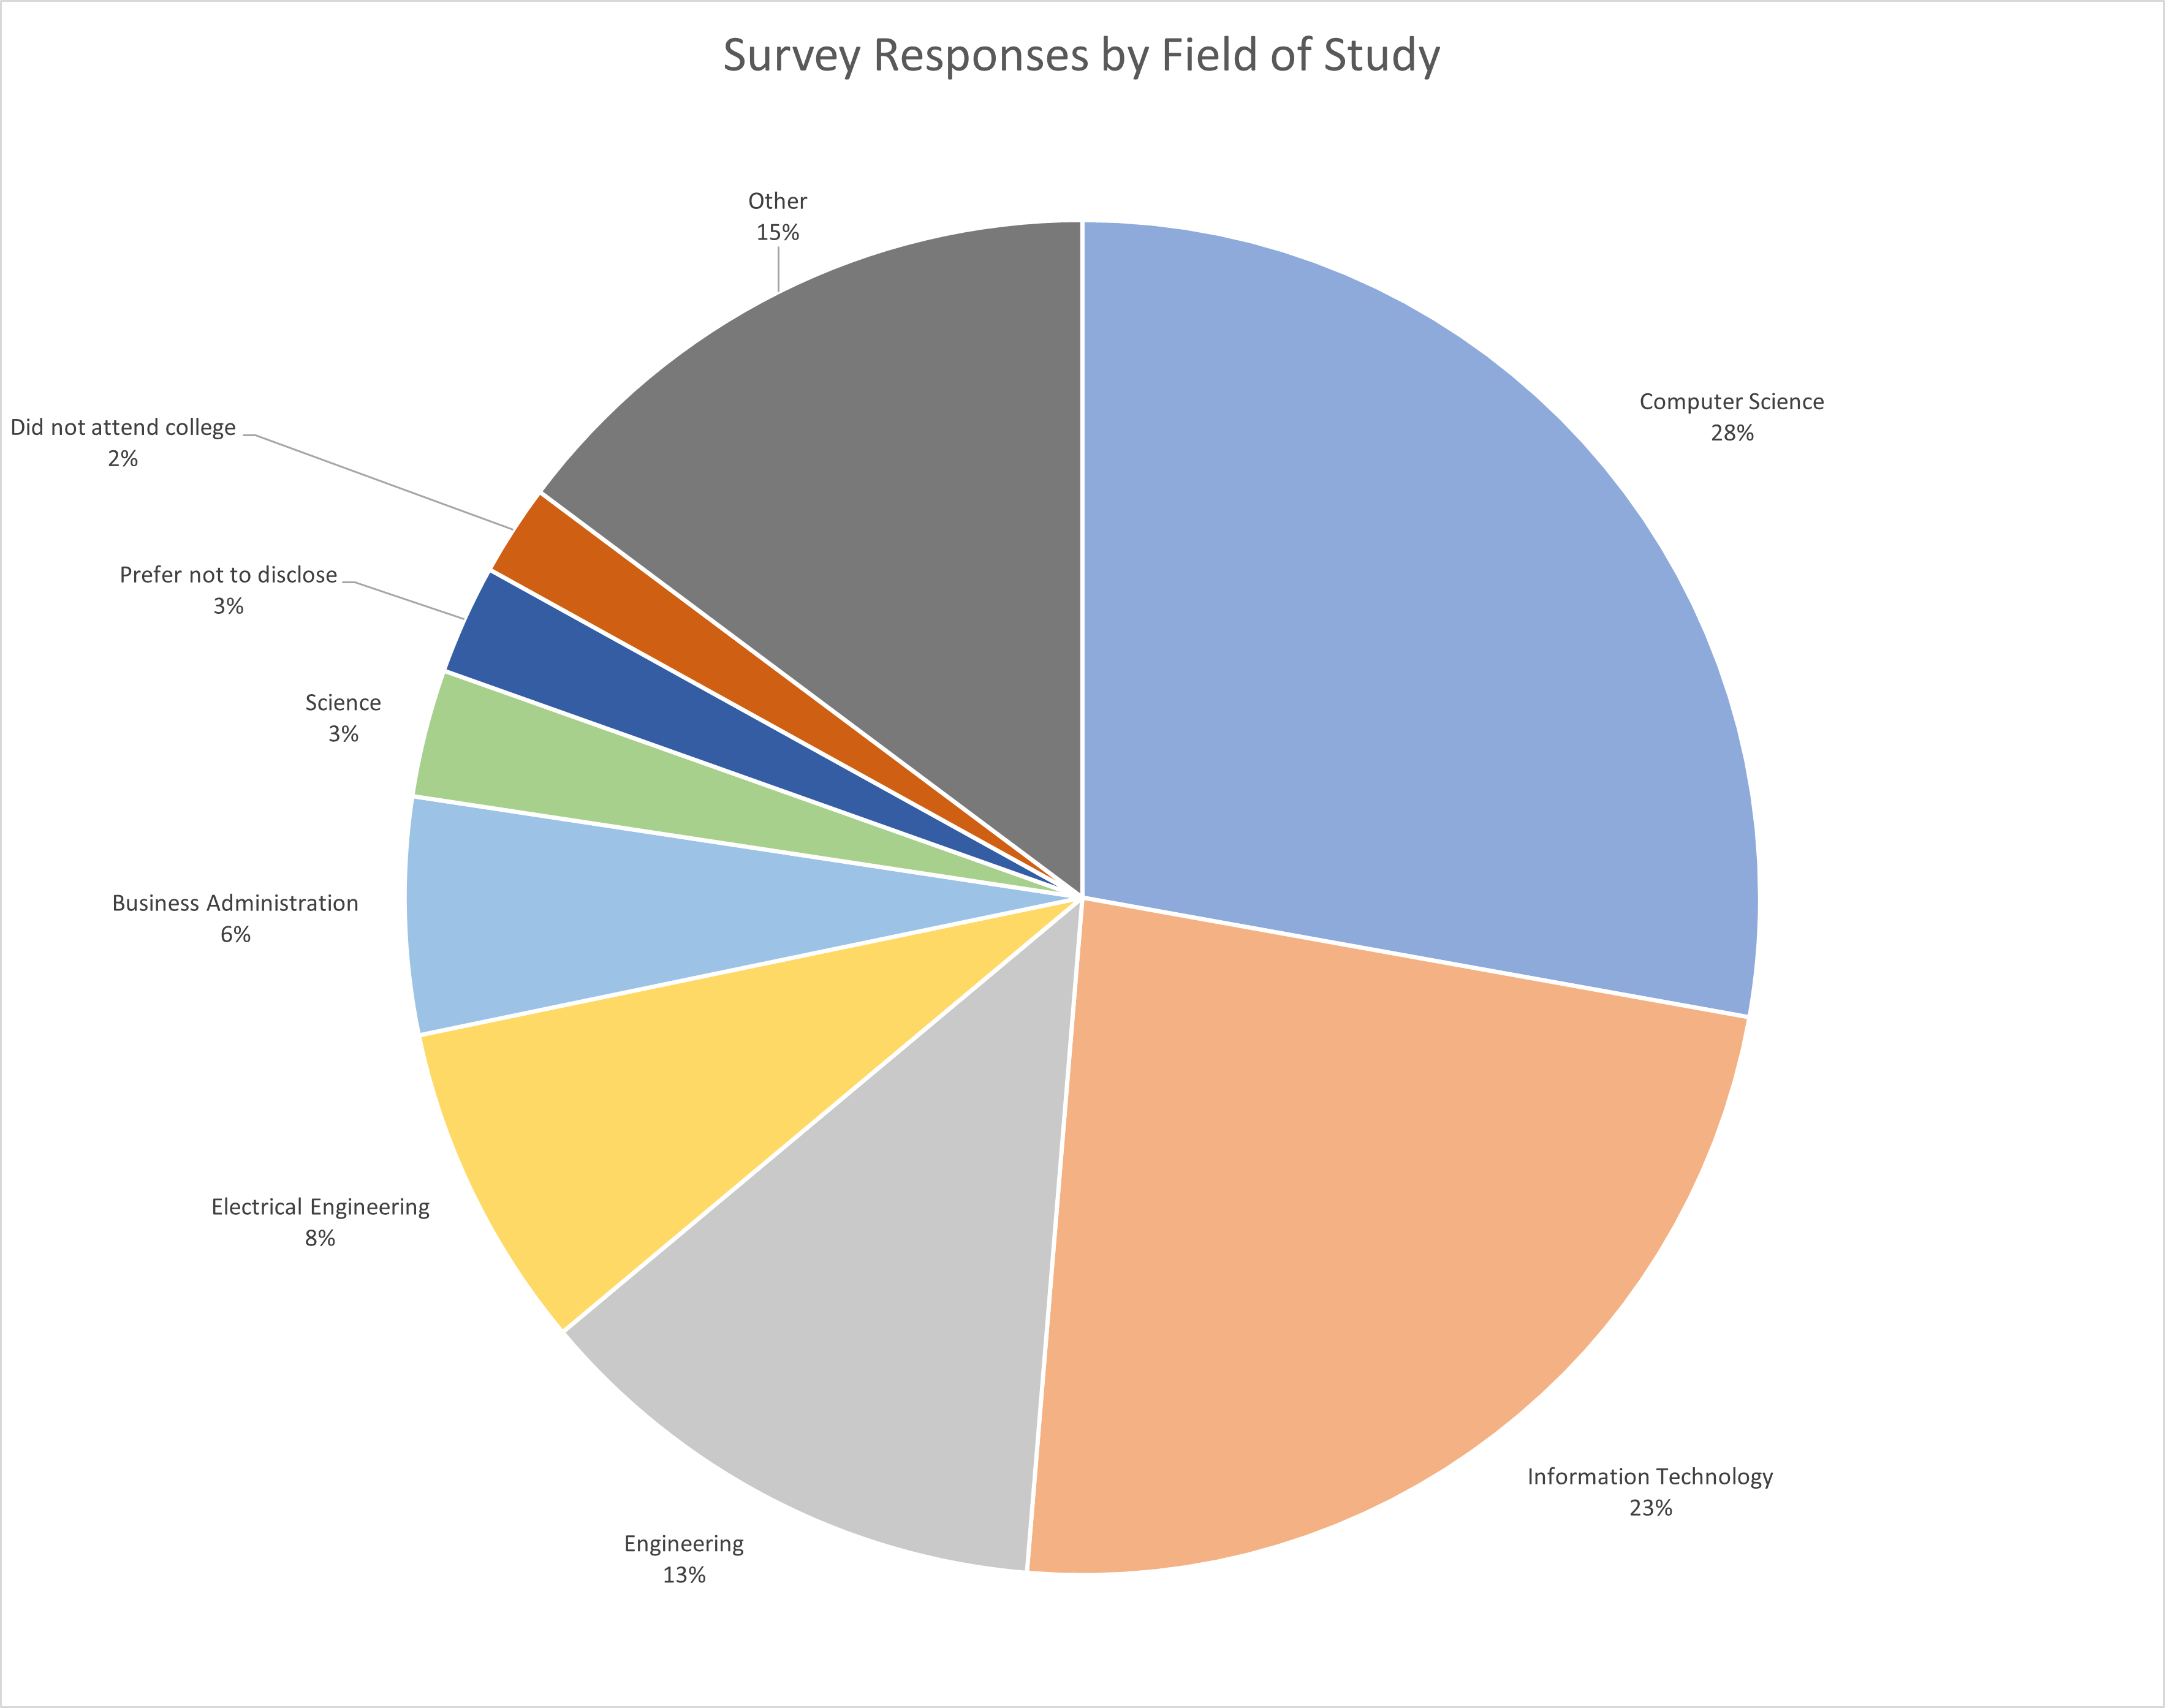 Survey Responses by Field of Study
Other
15%
Computer Science
28%
Did not attend college
2%
Prefer not to disclose
3%
Science
3%
Business Administration
6%
Electrical Engineering
8%
Information Technology
23%
Engineering
13%